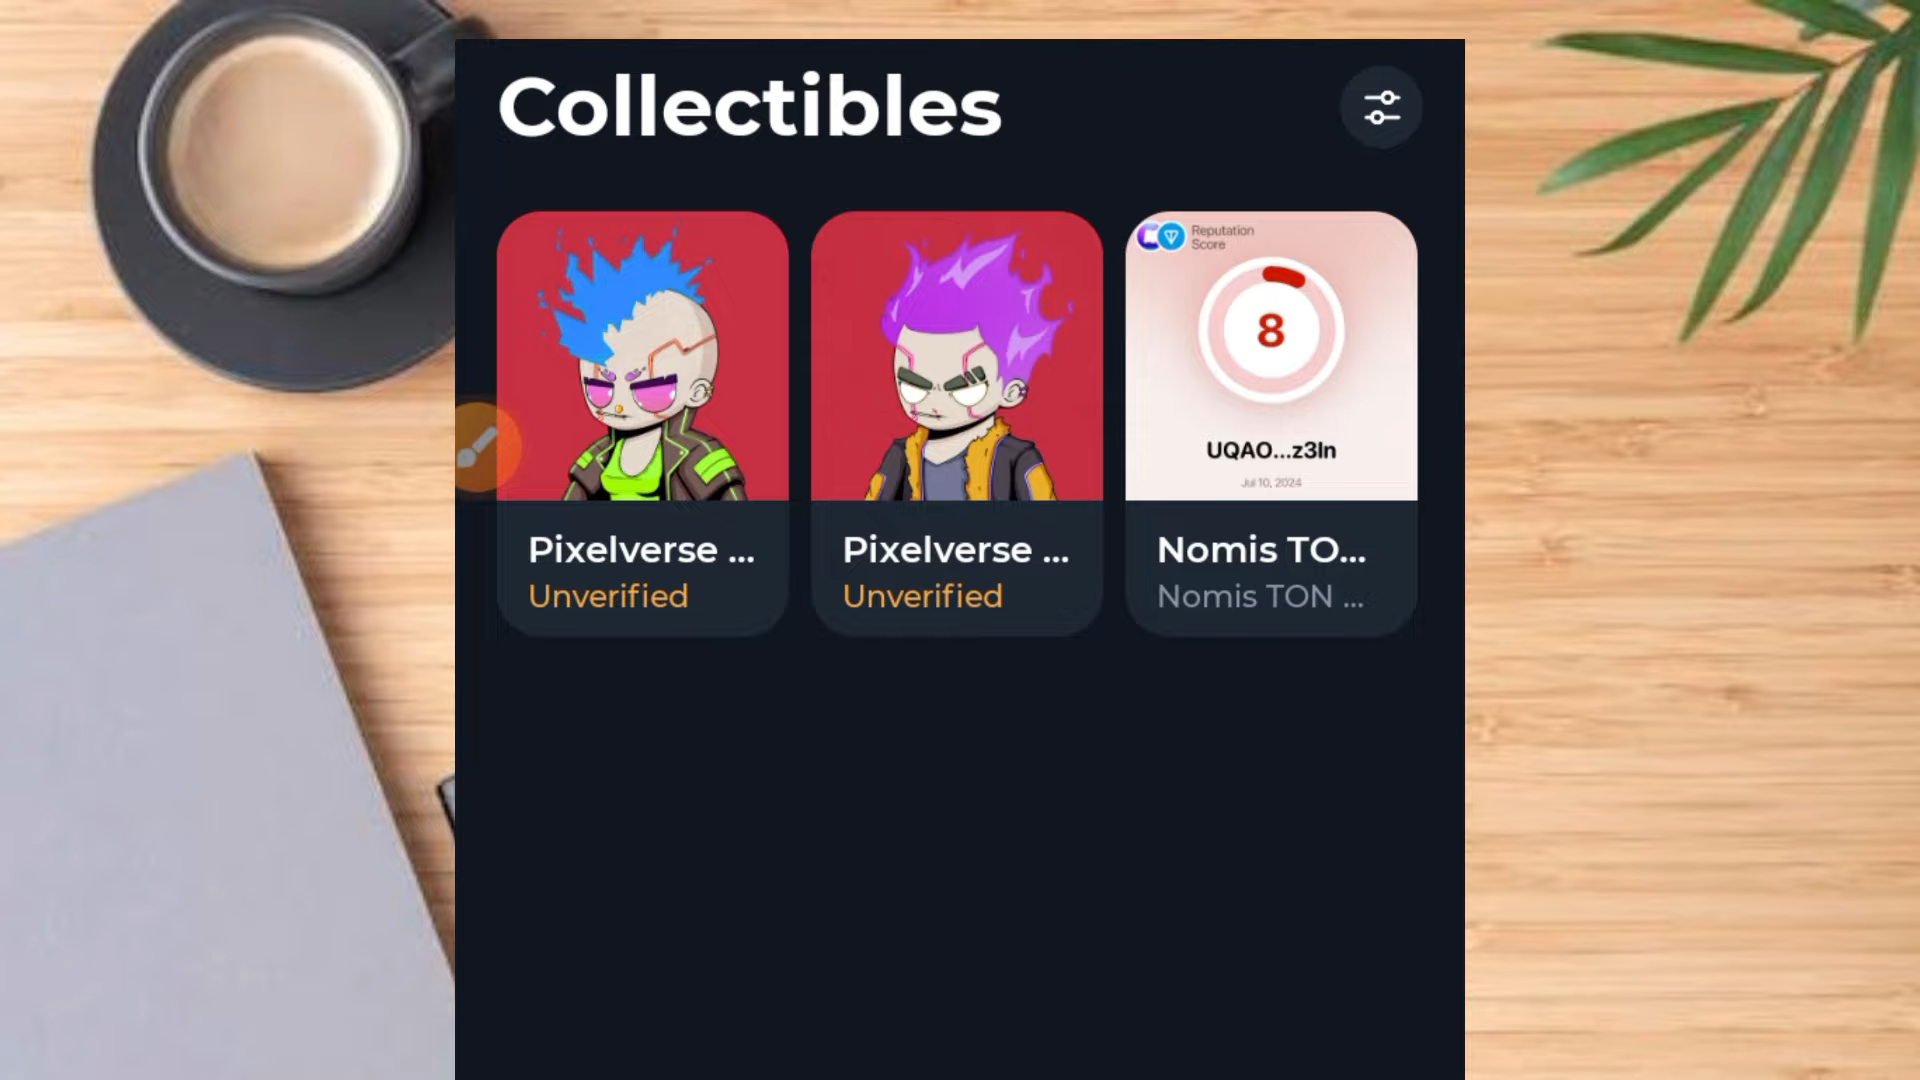 Collectibles
Reputation
Score
8
UQAO...z3In
Jul 10, 2024
Pixelverse ...
Unverified
Pixelverse ...
Unverified
Nomis TO...
Nomis TON ...